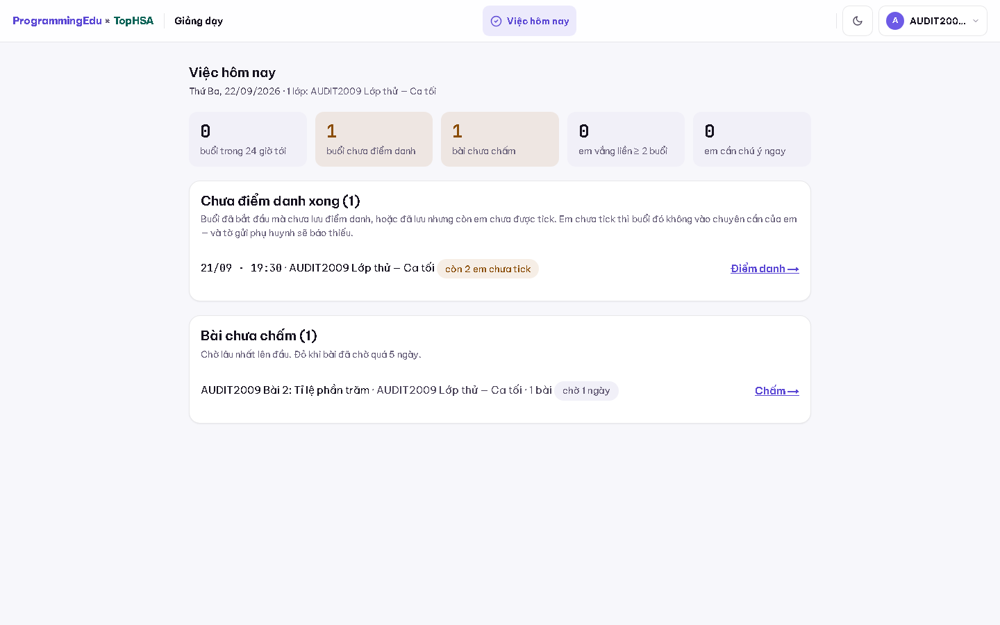 ProgrammingEdu × TopHSA Giảng dạy
Việc hôm nay
A AUDIT200...
Việc hôm nay
Thứ Ba, 22/09/2026 · 1 lớp: AUDIT2009 Lớp thử — Ca tối
0
buổi trong 24 giờ tới
1
buổi chưa điểm danh
1
bài chưa chấm
0
em vắng liền ≥ 2 buổi
0
em cần chú ý ngay
Chưa điểm danh xong (1)
Buổi đã bắt đầu mà chưa lưu điểm danh, hoặc đã lưu nhưng còn em chưa được tick. Em chưa tick thì buổi đó không vào chuyên cần của em
— và tờ gửi phụ huynh sẽ báo thiếu.
21/09 · 19:30 · AUDIT2009 Lớp thử — Ca tối còn 2 em chưa tick Điểm danh →
Bài chưa chấm (1)
Chờ lâu nhất lên đầu. Đỏ khi bài đã chờ quá 5 ngày.
AUDIT2009 Bài 2: Tỉ lệ phần trăm · AUDIT2009 Lớp thử — Ca tối · 1 bài chờ 1 ngày Chấm →